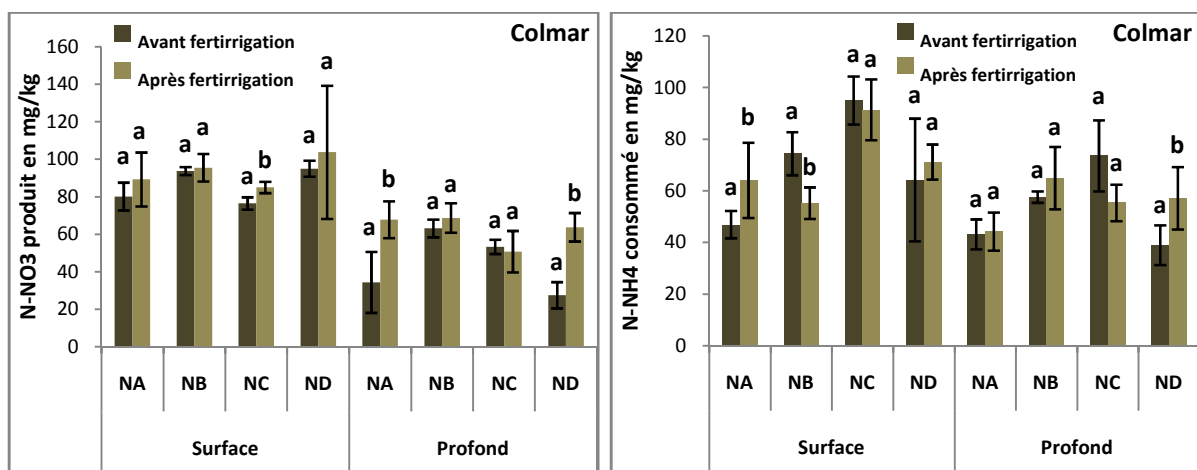 Colmar
Avant fertirrigation
Après fertirrigation
N-NO3 produit en mg/kg
160
140
120
100
80
60
40
20
0
a a a a a b a a a b a a a a a b
NA NB NC ND NA NB NC ND
Surface Profond
Colmar
Avant fertirrigation
Après fertirrigation
N-NH4 consommé en mg/kg
120
100
80
60
40
20
0
a b a b a a a a a a a a a a a b
NA NB NC ND NA NB NC ND
Surface Profond